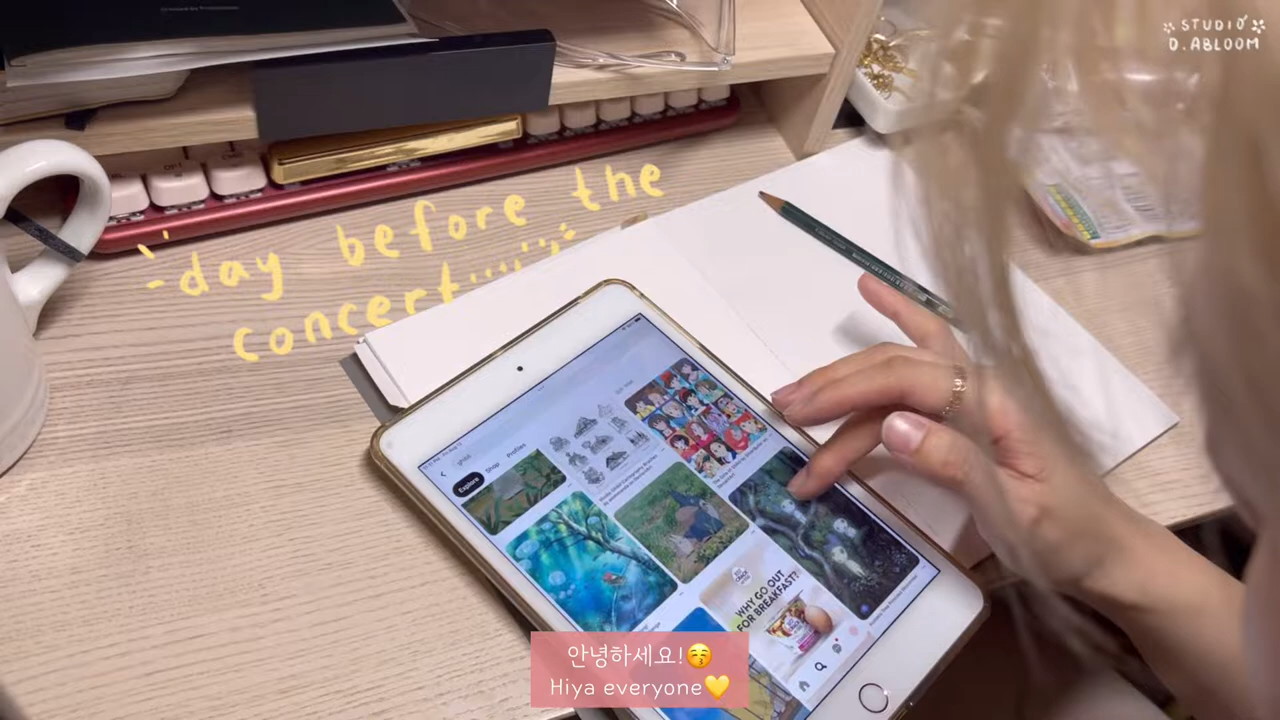 STUDIO
D.ABLOOM
day before the
concert
ghibli
Explore
Shop
Profiles
WHY GO OUT
FOR BREAKFAST?
안녕하세요!😚
Hiya everyone💛